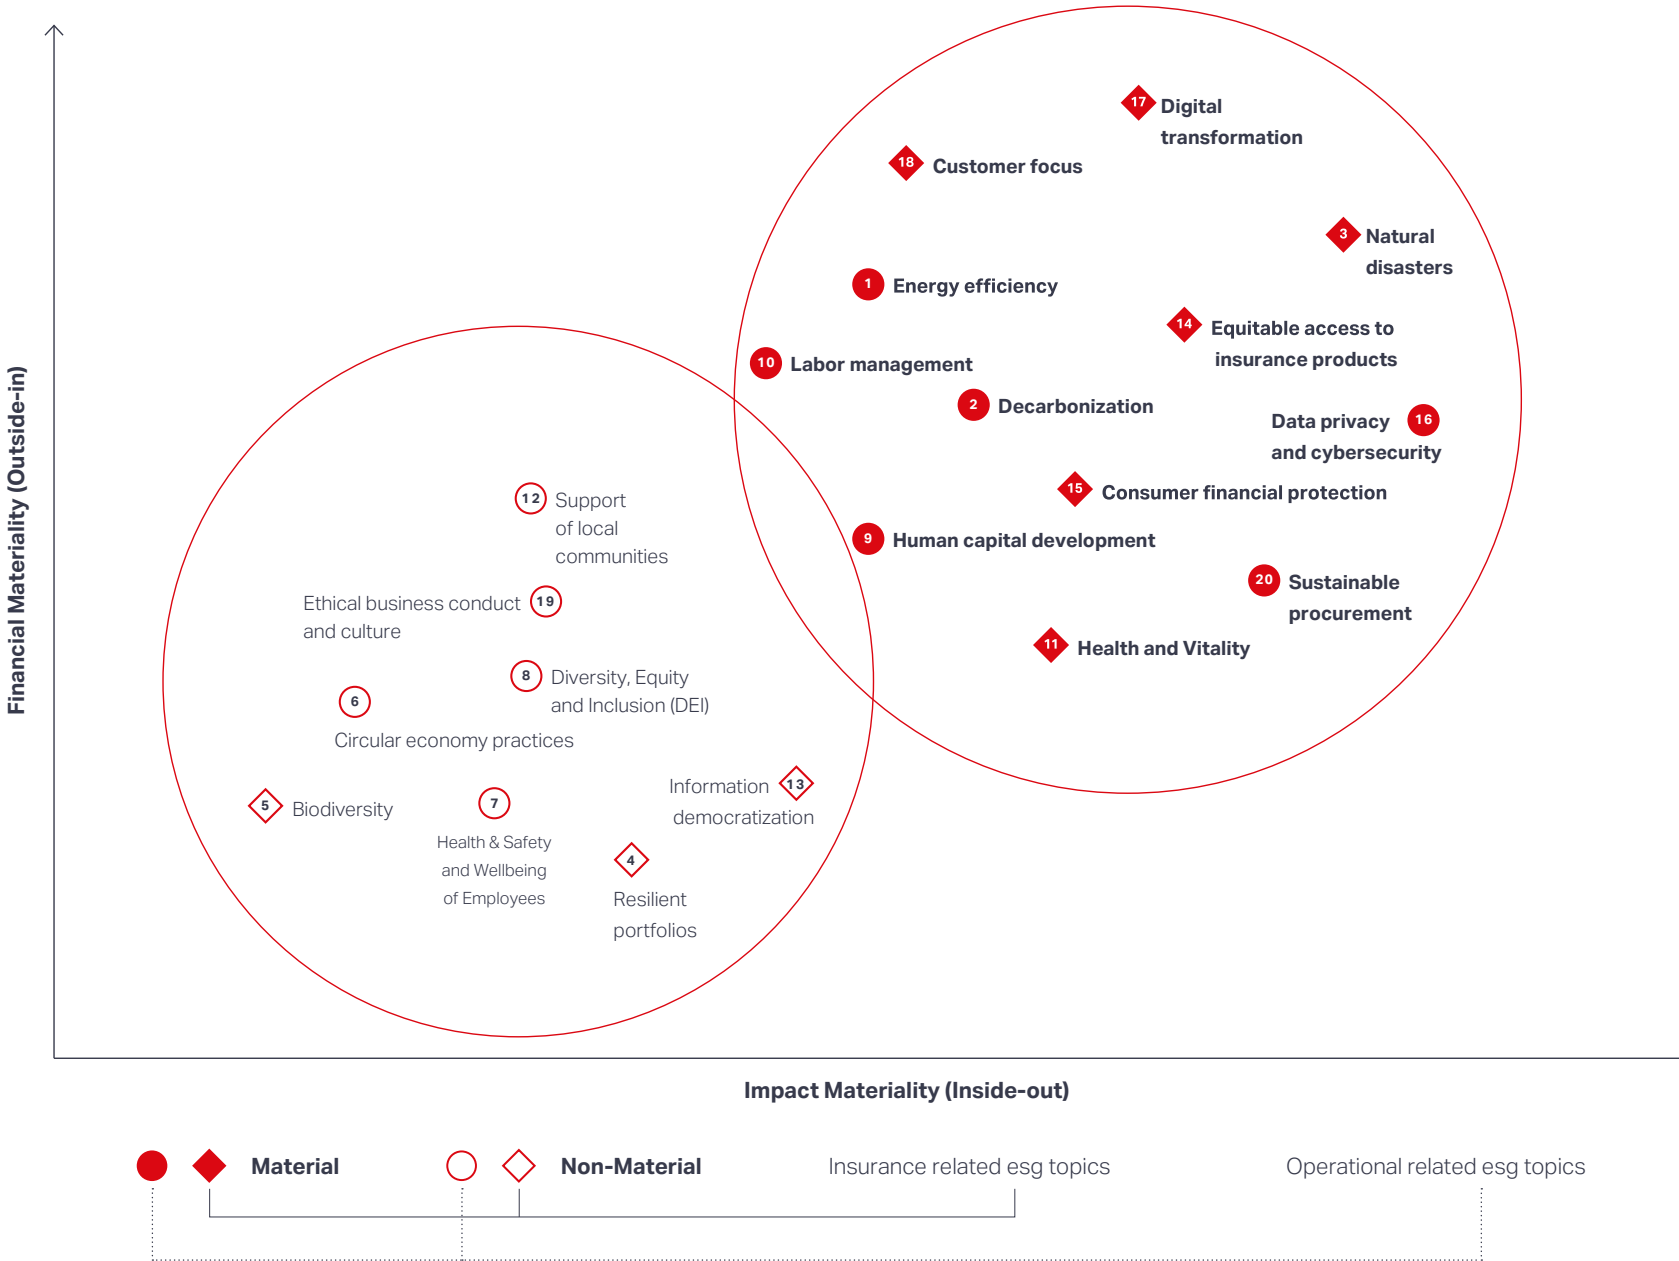 Financial Materiality (Outside-in)
17 Digital
transformation
18 Customer focus
3 Natural
disasters
1 Energy efficiency
14 Equitable access to
insurance products
10 Labor management
2 Decarbonization
Data privacy 16
and cybersecurity
15 Consumer financial protection
9 Human capital development
20 Sustainable
procurement
11 Health and Vitality
12 Support
of local
communities
Ethical business conduct 19
and culture
8 Diversity, Equity
and Inclusion (DEI)
6
Circular economy practices
Information 13
democratization
5 Biodiversity
7
Health & Safety
and Wellbeing
of Employees
4
Resilient
portfolios
Impact Materiality (Inside-out)
Material
Non-Material
Insurance related esg topics
Operational related esg topics